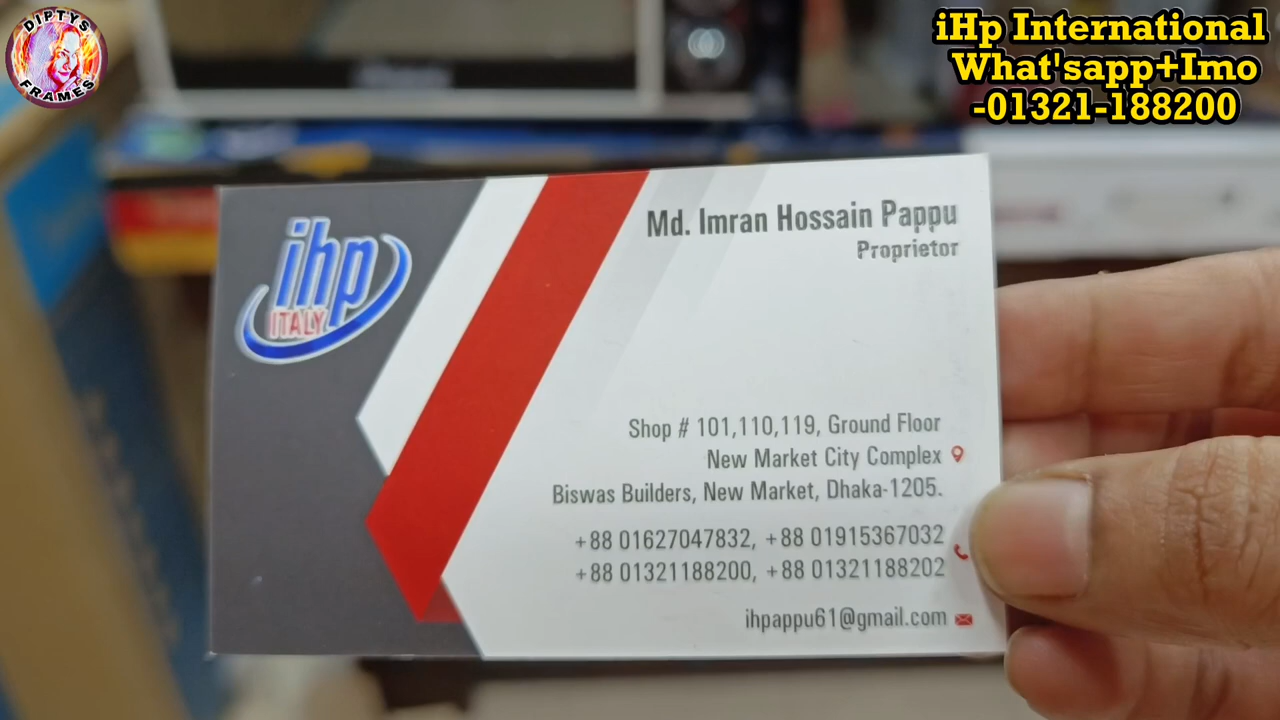 DIPTYS
FRAMES
iHp International
What'sapp+Imo
-01321-188200
ihp
ITALY
Md. Imran Hossain Pappu
Proprietor
Shop # 101,110,119, Ground Floor
New Market City Complex
Biswas Builders, New Market, Dhaka-1205.
+88 01627047832, +88 01915367032
+88 01321188200, +88 01321188202
ihpappu61@gmail.com